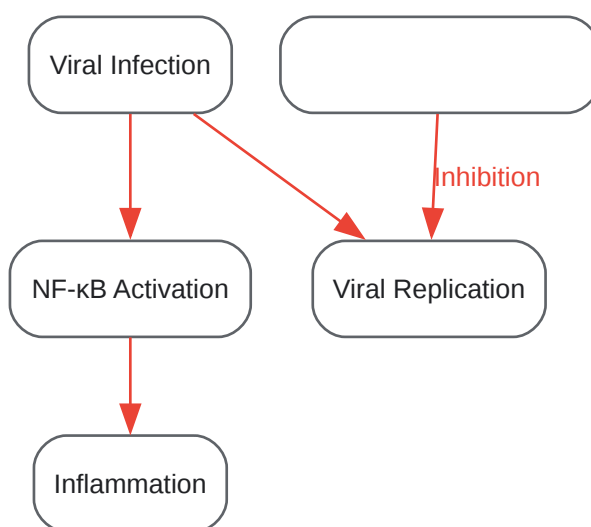 Viral Infection
Inhibition
NF-κB Activation
Viral Replication
Inflammation